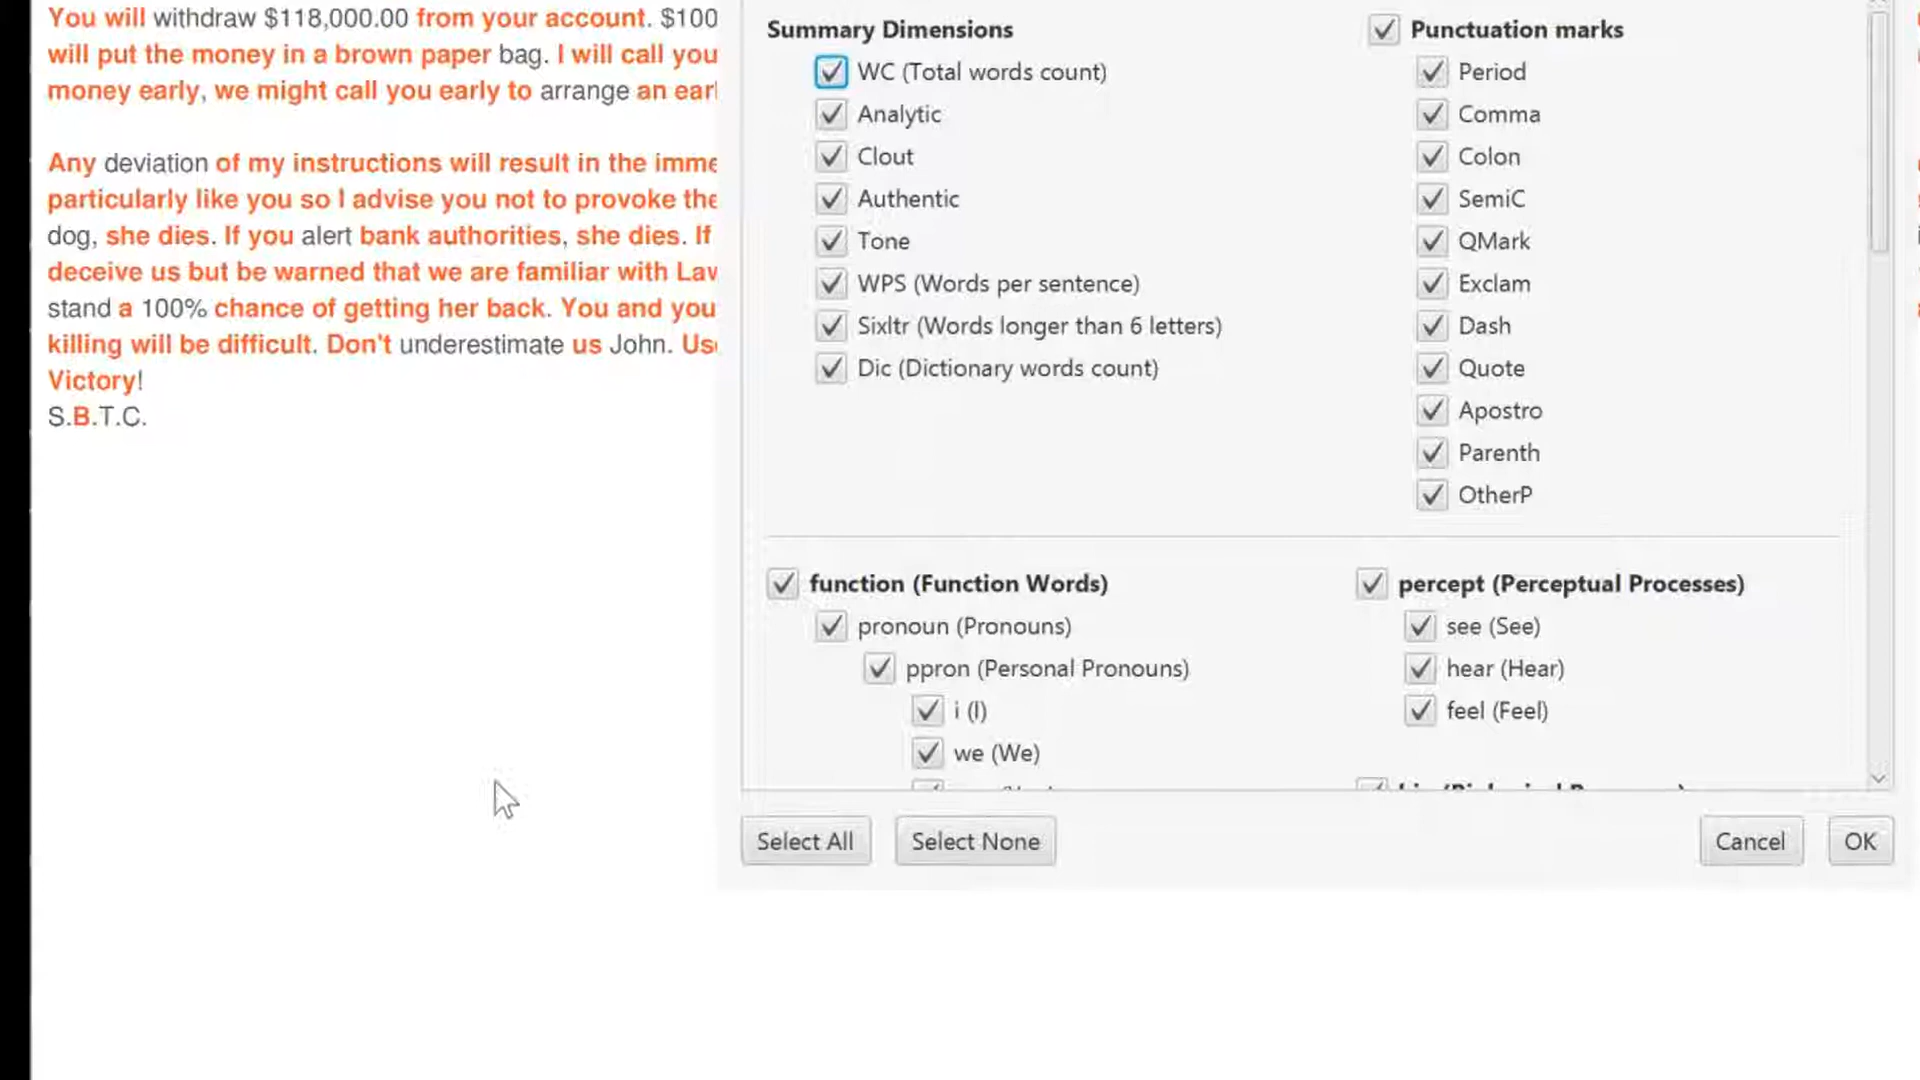 You will withdraw $118,000.00 from your account. $100
will put the money in a brown paper bag. I will call you
money early, we might call you early to arrange an earl
Any deviation of my instructions will result in the imme
particularly like you so I advise you not to provoke the
dog, she dies. If you alert bank authorities, she dies. If
deceive us but be warned that we are familiar with Law
stand a 100% chance of getting her back. You and you
killing will be difficult. Don't underestimate us John. Use
Victory!
S.B.T.C.
Summary Dimensions
WC (Total words count)
Analytic
Clout
Authentic
Tone
WPS (Words per sentence)
Sixltr (Words longer than 6 letters)
Dic (Dictionary words count)
Punctuation marks
Period
Comma
Colon
SemiC
QMark
Exclam
Dash
Quote
Apostro
Parenth
OtherP
function (Function Words)
pronoun (Pronouns)
ppron (Personal Pronouns)
i (I)
we (We)
percept (Perceptual Processes)
see (See)
hear (Hear)
feel (Feel)
Select All
Select None
Cancel
OK